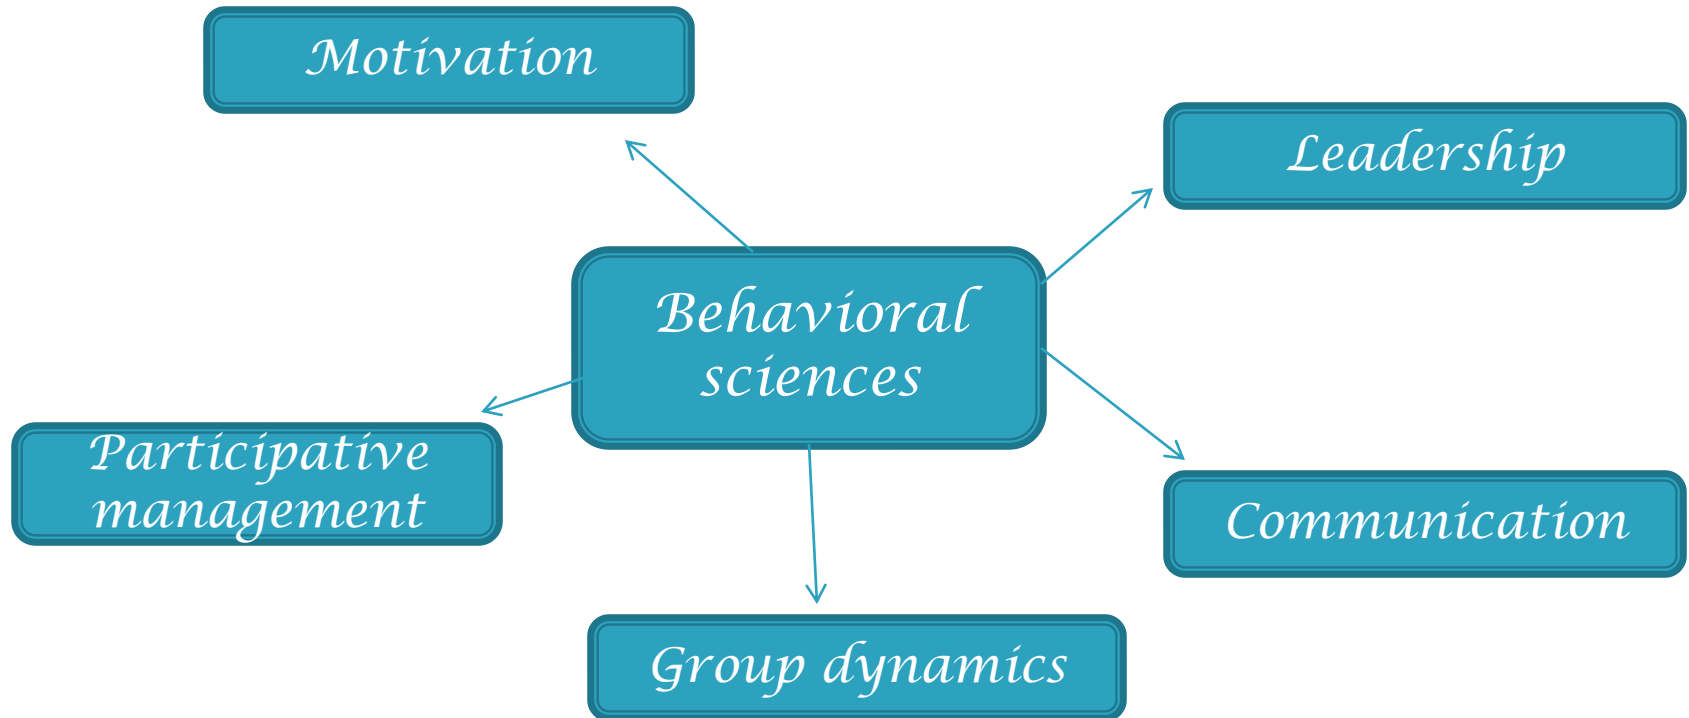 Motivation
Leadership
Behavioral
sciences
Participative
management
Communication
Group dynamics